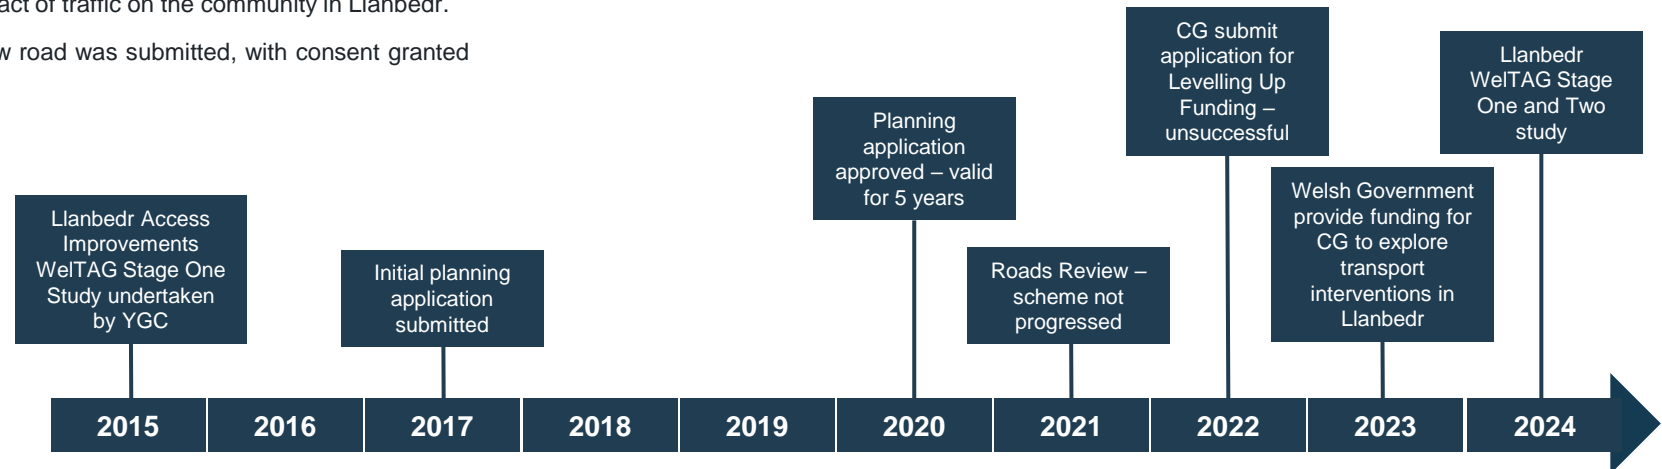 act of traffic on the community in Llanbedr.
w road was submitted, with consent granted
Llanbedr Access
Improvements
WelTAG Stage One
Study undertaken
by YGC
Initial planning
application
submitted
Planning
application
approved – valid
for 5 years
Roads Review –
scheme not
progressed
CG submit
application for
Levelling Up
Funding –
unsuccessful
Welsh Government
provide funding for
CG to explore
transport
interventions in
Llanbedr
Llanbedr
WelTAG Stage
One and Two
study
2015 2016 2017 2018 2019 2020 2021 2022 2023 2024